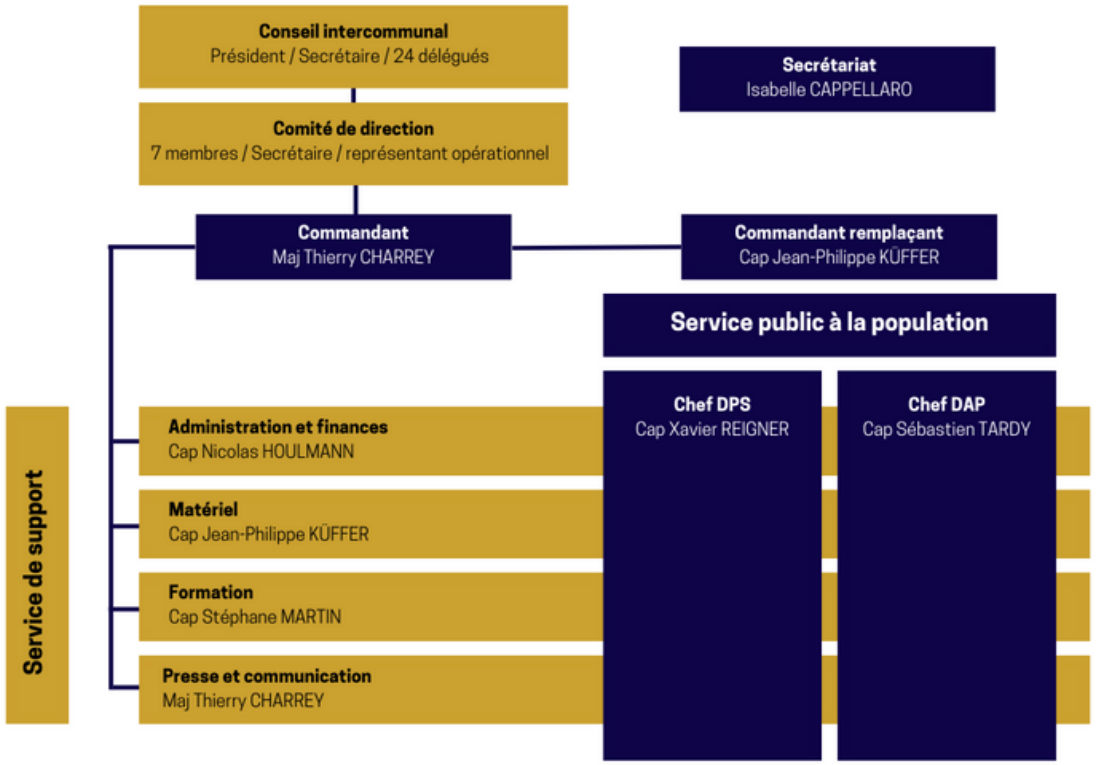 Conseil intercommunal
Président / Secrétaire / 24 délégués
Secrétariat
Isabelle CAPPELLARO
Comité de direction
7 membres / Secrétaire / représentant opérationnel
Commandant
Maj Thierry CHARREY
Commandant remplaçant
Cap Jean-Philippe KÜFFER
Service public à la population
Chef DPS
Cap Xavier REIGNER
Chef DAP
Cap Sébastien TARDY
Service de support
Administration et finances
Cap Nicolas HOULMANN
Matériel
Cap Jean-Philippe KÜFFER
Formation
Cap Stéphane MARTIN
Presse et communication
Maj Thierry CHARREY